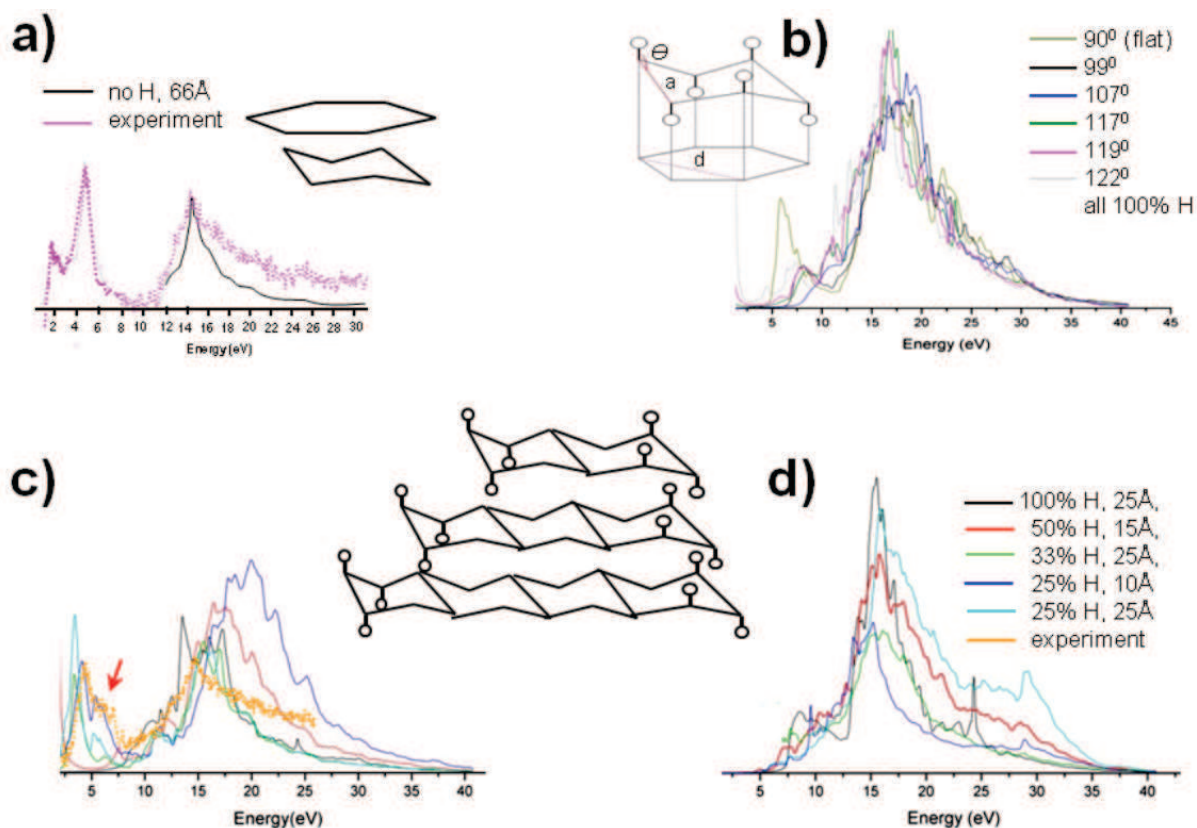 a)
no H, 66Å
experiment
2 4 6 8 10 12 14 16 18 20 22 24 26 28 30
Energy(eV)
b)
Θ
a
d
90⁰ (flat)
99⁰
107⁰
117⁰
119⁰
122⁰
all 100% H
5 10 15 20 25 30 35 40 45
Energy (eV)
c)
5 10 15 20 25 30 35 40
Energy(eV)
d)
100% H, 25Å,
50% H, 15Å,
33% H, 25Å,
25% H, 10Å
25% H, 25Å
experiment
5 10 15 20 25 30 35 40
Energy (eV)